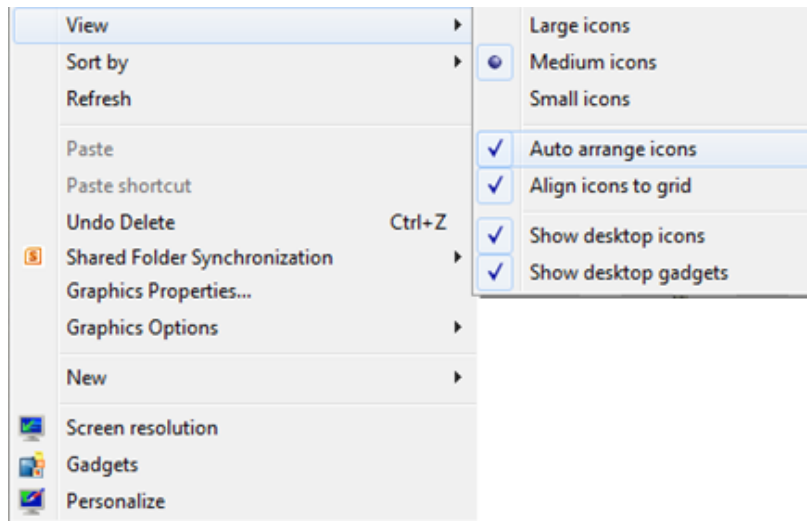 View
Sort by
Refresh
Paste
Paste shortcut
Undo Delete Ctrl+Z
Shared Folder Synchronization
Graphics Properties...
Graphics Options
New
Screen resolution
Gadgets
Personalize
Large icons
Medium icons
Small icons
Auto arrange icons
Align icons to grid
Show desktop icons
Show desktop gadgets